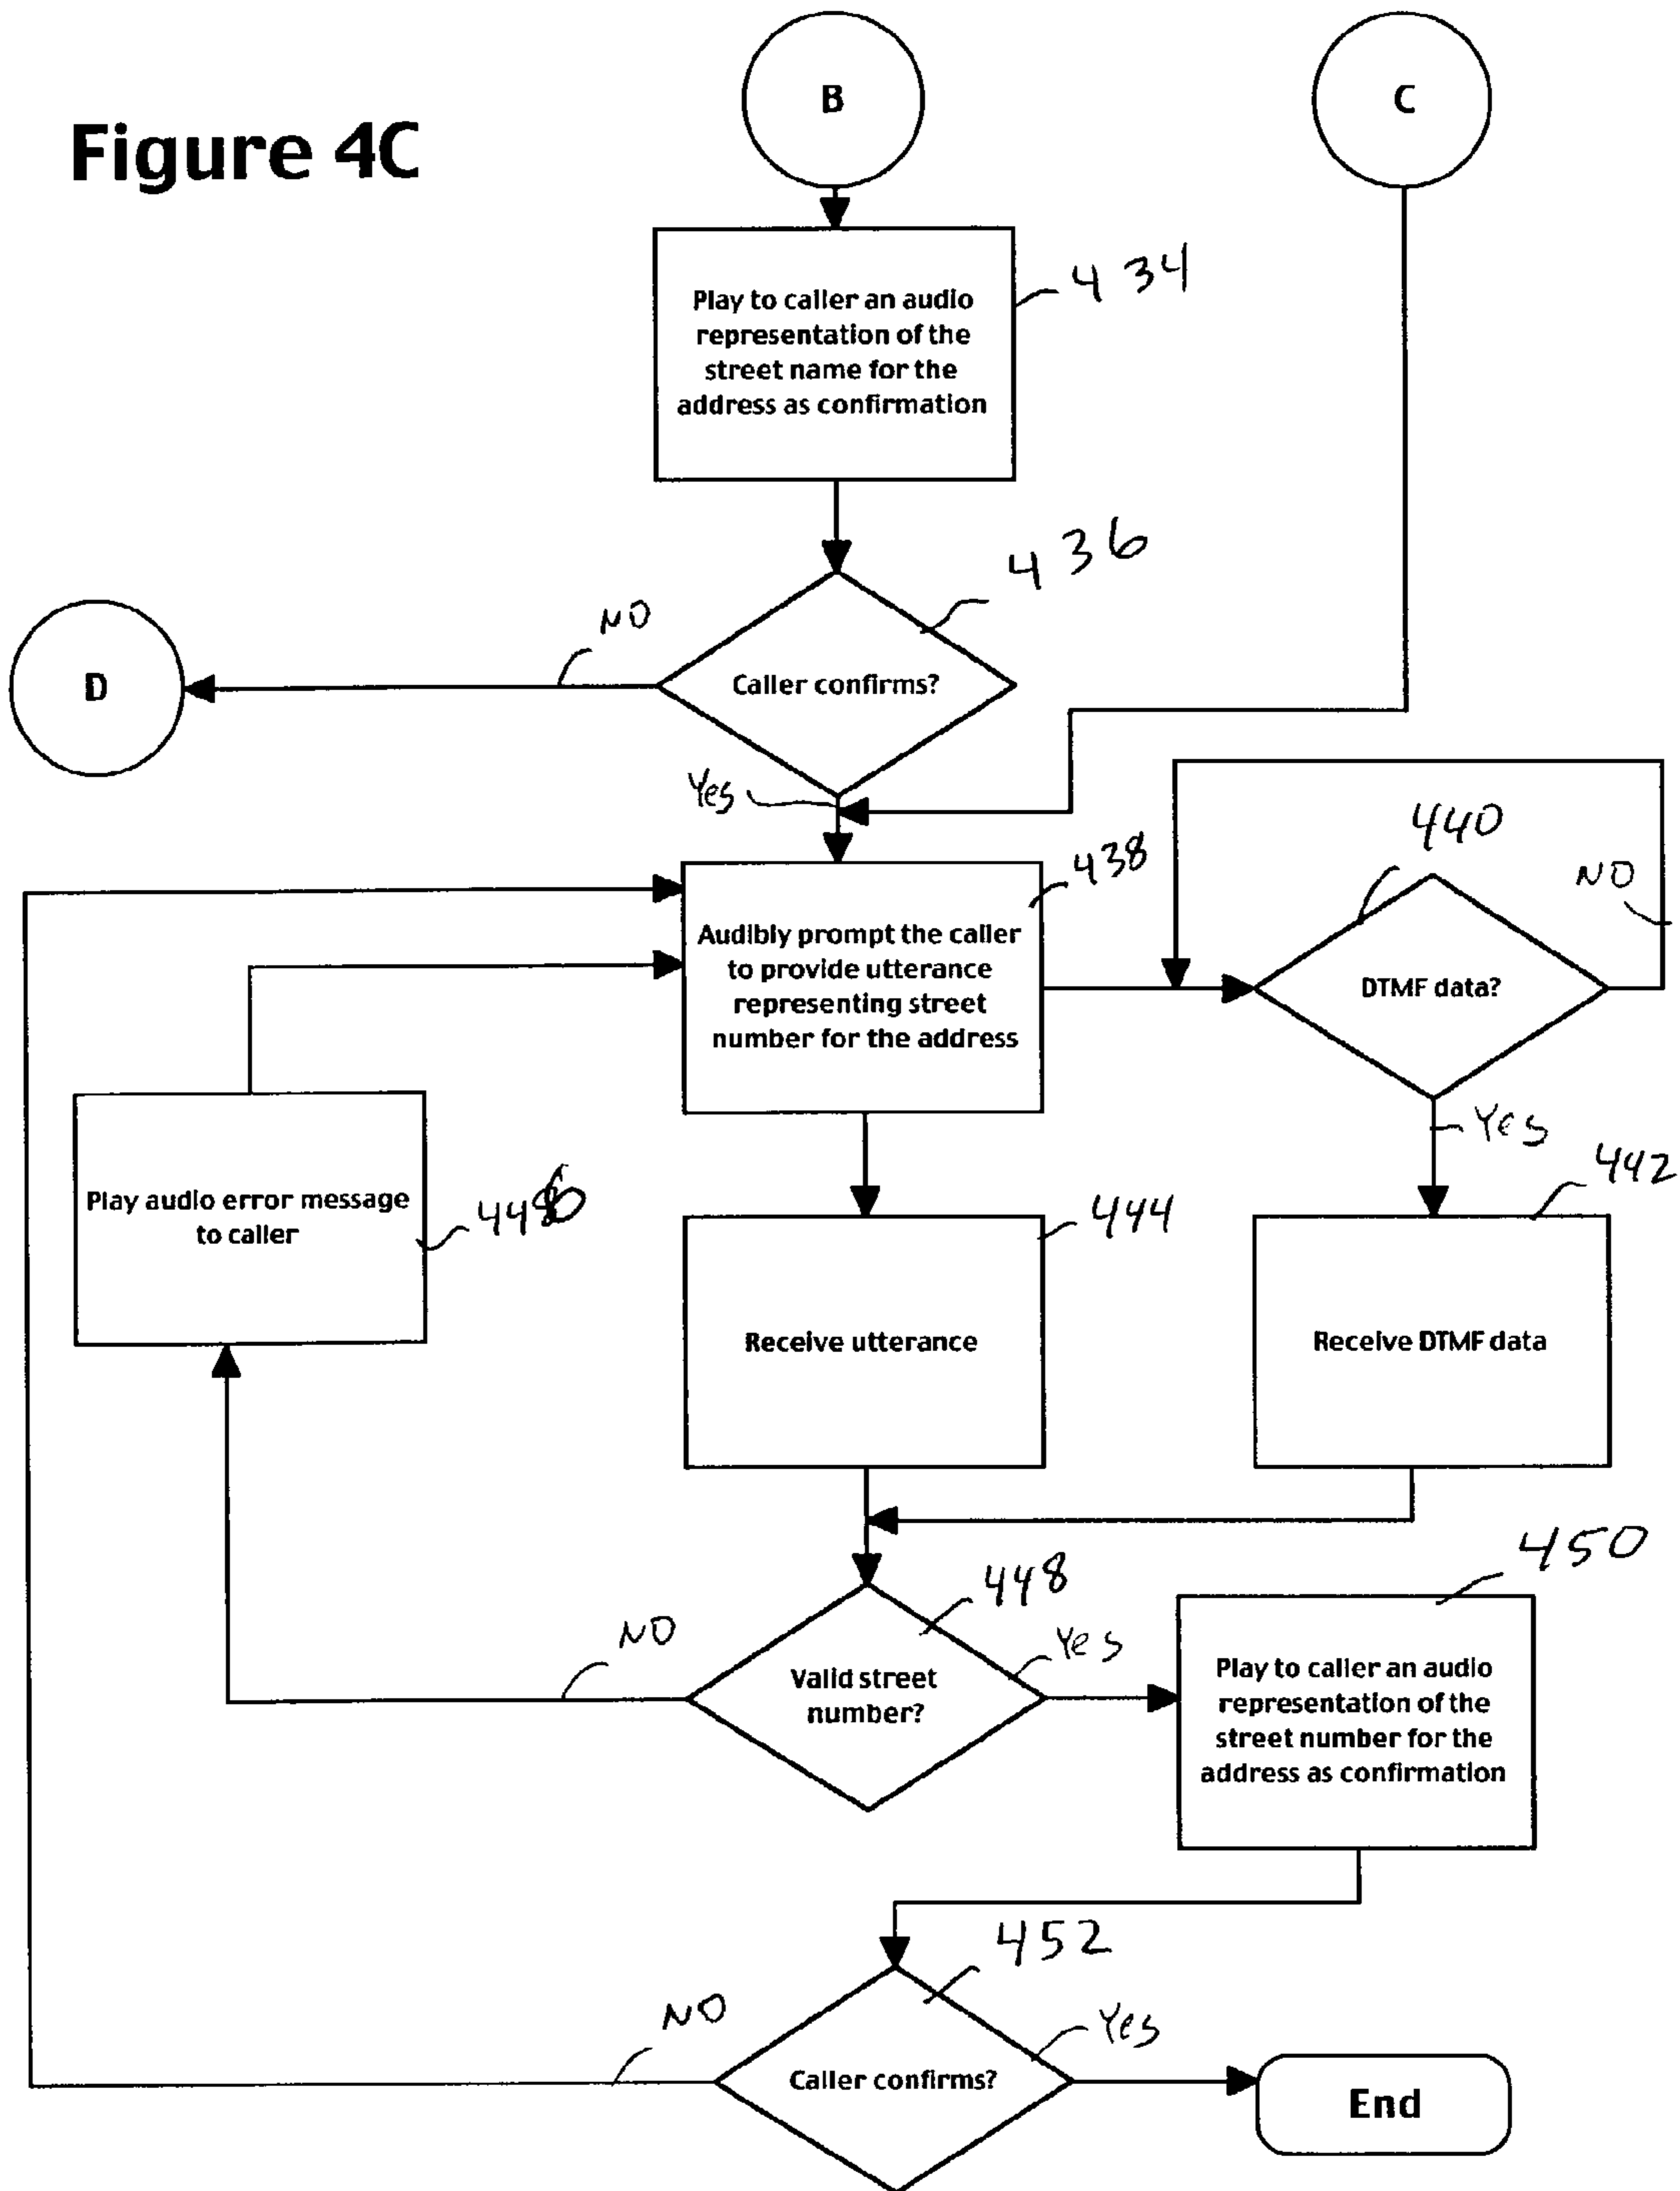 B
C
Figure 4C
434
Play to caller an audio
representation of the
street name for the
address as confirmation
436
NO
D
Caller confirms?
Yes
440
438
NO
Audibly prompt the caller
to provide utterance
representing street
number for the address
DTMF data?
Yes
442
Play audio error message
to caller
444
Receive utterance
Receive DTMF data
450
448
NO
Yes
Valid street
number?
Play to caller an audio
representation of the
street number for the
address as confirmation
452
NO
Yes
Caller confirms?
End